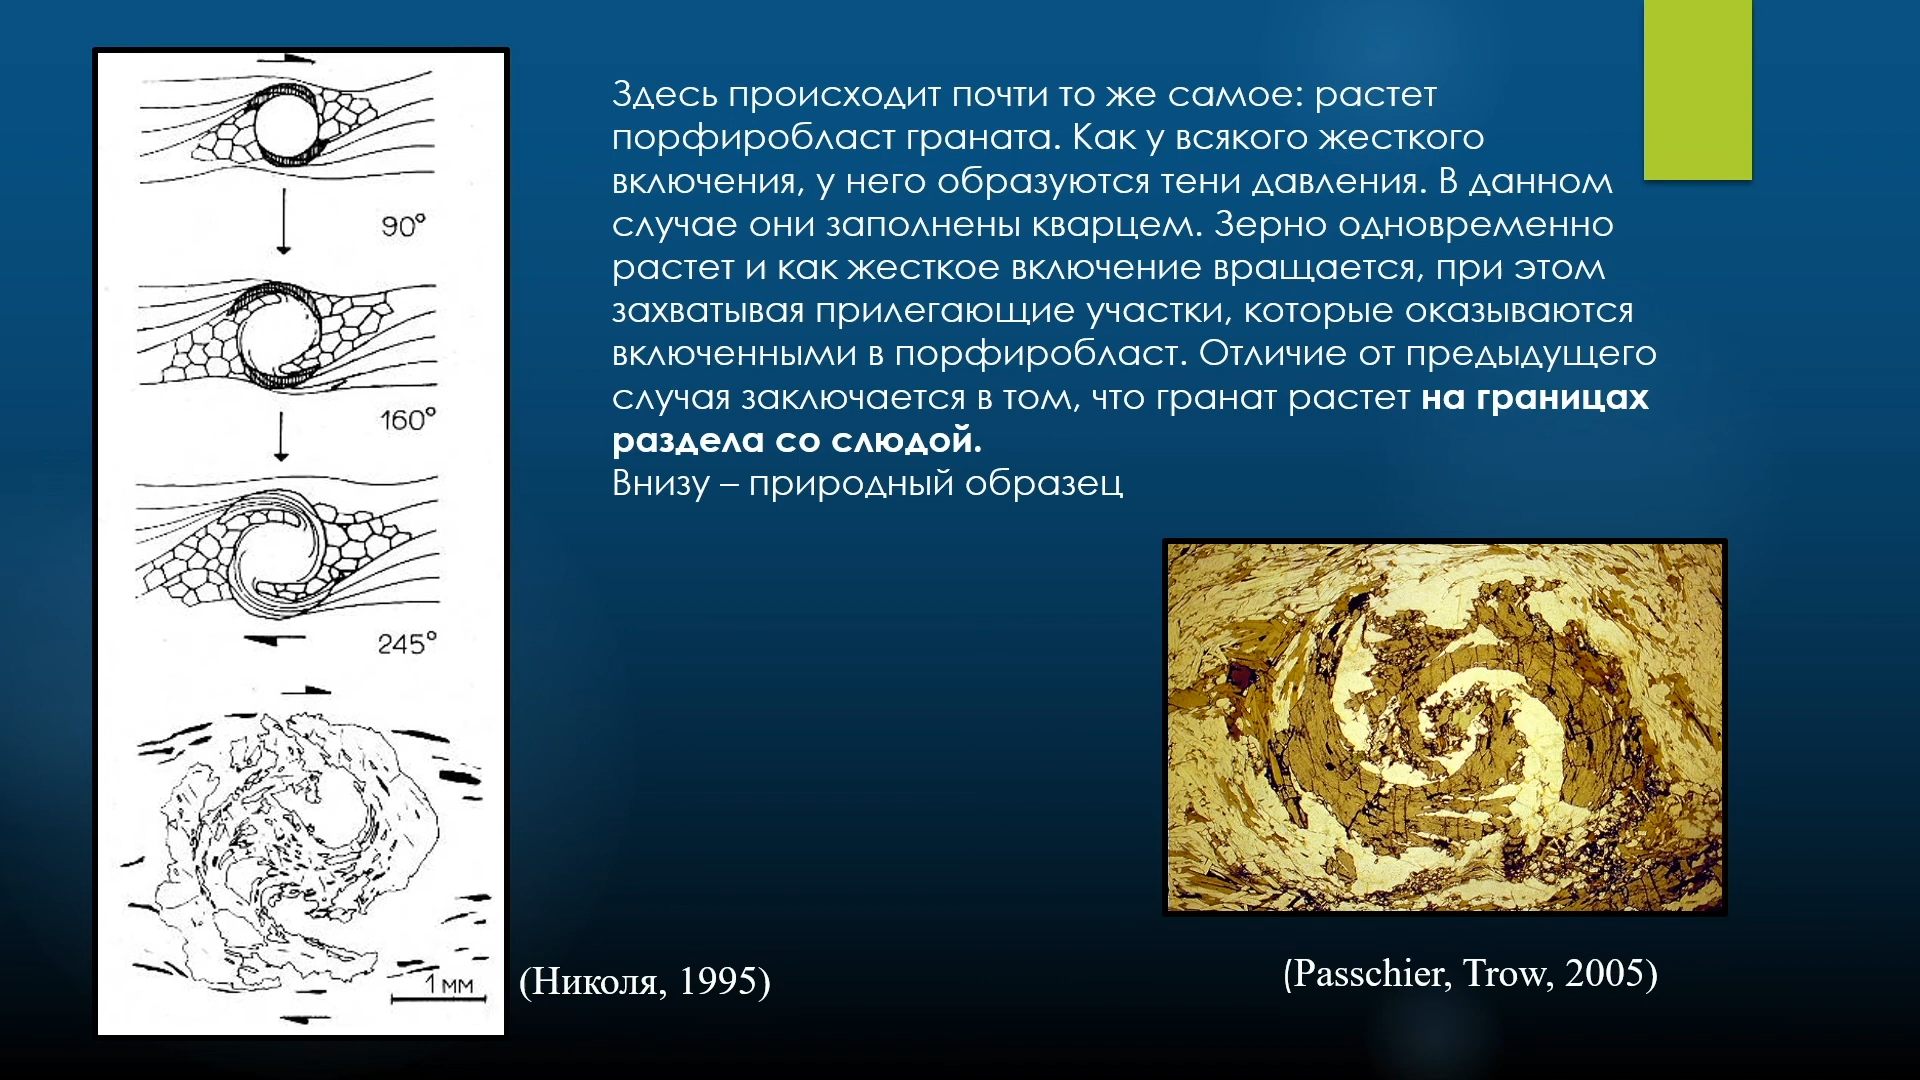 90°
160°
245°
1 мм
Здесь происходит почти то же самое: растет
порфиробласт граната. Как у всякого жесткого
включения, у него образуются тени давления. В данном
случае они заполнены кварцем. Зерно одновременно
растет и как жесткое включение вращается, при этом
захватывая прилегающие участки, которые оказываются
включенными в порфиробласт. Отличие от предыдущего
случая заключается в том, что гранат растет на границах
раздела со слюдой.
Внизу – природный образец
(Николя, 1995)
(Passchier, Trow, 2005)